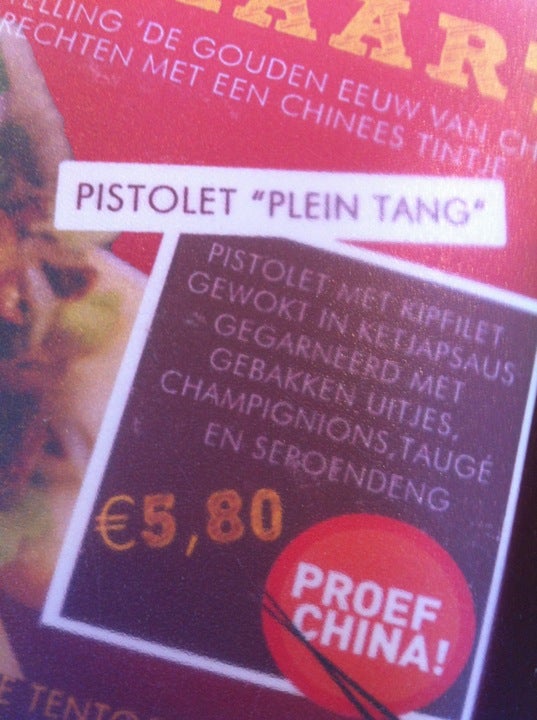 TELLING 'DE GOUDEN EEUW VAN CH
RECHTEN MET EEN CHINEES TINTJE
PISTOLET "PLEIN TANG"
PISTOLET MET KIPFILET
GEWOKT IN KETJAPSAUS
GEGARNEERD MET
GEBAKKEN UITJES,
CHAMPIGNIONS, TAUGÉ
EN SEROENDENG
€5,80
PROEF
CHINA!
E TENTO